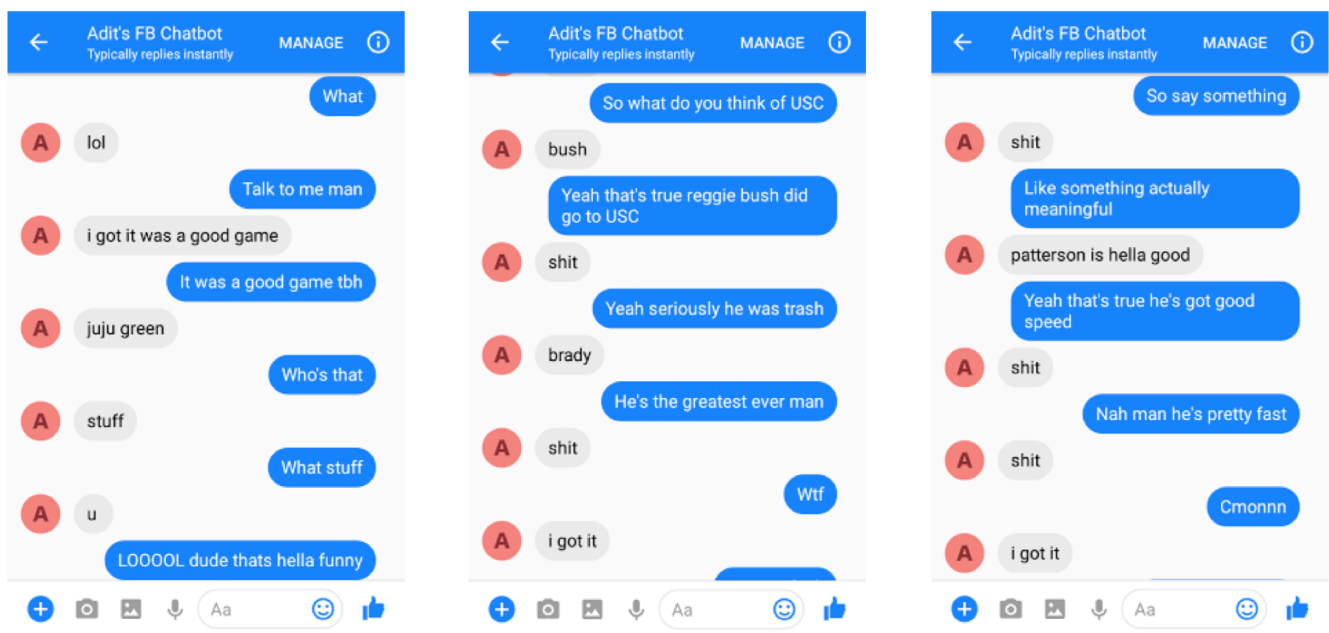 Adit's FB Chatbot
Typically replies instantly
MANAGE
What
A
lol
Talk to me man
A
i got it was a good game
It was a good game tbh
A
juju green
Who's that
A
stuff
What stuff
A
u
LOOOOL dude thats hella funny
Aa
Adit's FB Chatbot
Typically replies instantly
MANAGE
So what do you think of USC
A
bush
Yeah that's true reggie bush did
go to USC
A
shit
Yeah seriously he was trash
A
brady
He's the greatest ever man
A
shit
Wtf
A
i got it
Aa
Adit's FB Chatbot
Typically replies instantly
MANAGE
So say something
A
shit
Like something actually
meaningful
A
patterson is hella good
Yeah that's true he's got good
speed
A
shit
Nah man he's pretty fast
A
shit
Cmonnn
A
i got it
Aa